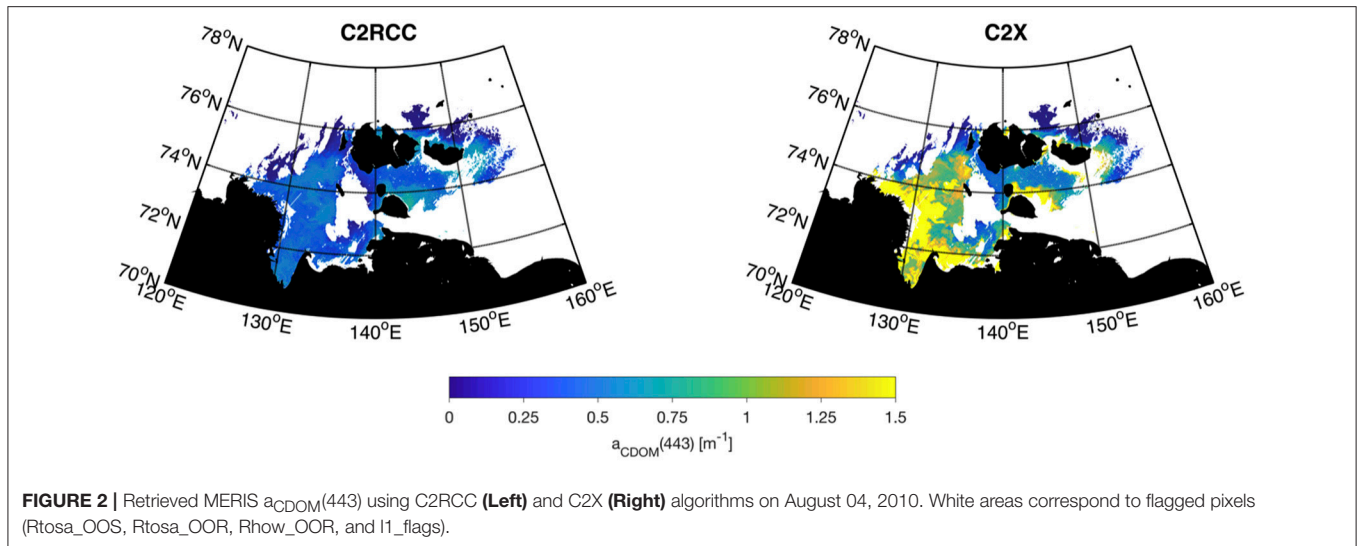 C2RCC
C2X
78°N
76°N
74°N
72°N
70°N
120°E
130°E
140°E
150°E
160°E
78°N
76°N
74°N
72°N
70°N
120°E
130°E
140°E
150°E
160°E
0 0.25 0.5 0.75 1 1.25 1.5
a_CDOM(443) [m⁻¹]
FIGURE 2 | Retrieved MERIS a_CDOM(443) using C2RCC (Left) and C2X (Right) algorithms on August 04, 2010. White areas correspond to flagged pixels
(Rtosa_OOS, Rtosa_OOR, Rhow_OOR, and l1_flags).